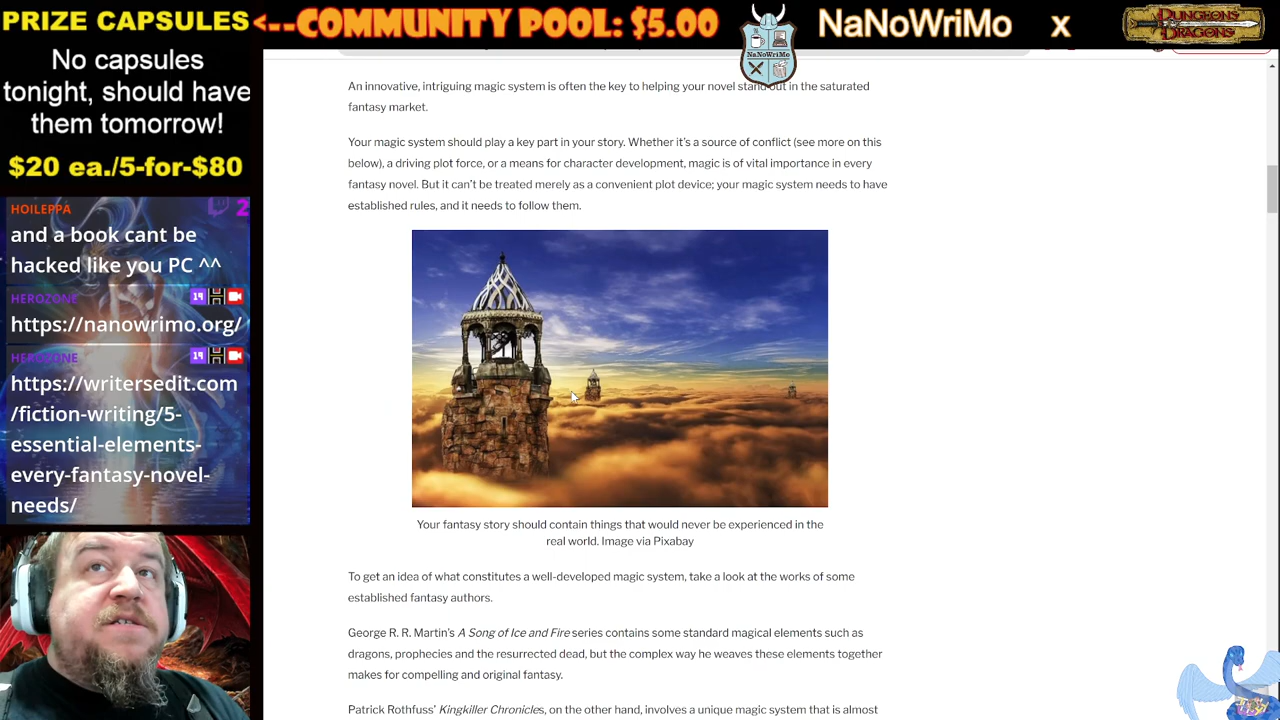 PRIZE CAPSULES
<--COMMUNITY POOL: $5.00
NaNoWriMo
NaNoWriMo x
DUNGEONS & DRAGONS
No capsules
tonight, should have
them tomorrow!
$20 ea./5-for-$80
HOILEPPA
2
and a book cant be
hacked like you PC ^^
HEROZONE
19
https://nanowrimo.org/
HEROZONE
19
https://writersedit.com
/fiction-writing/5-
essential-elements-
every-fantasy-novel-
needs/
An innovative, intriguing magic system is often the key to helping your novel stand out in the saturated
fantasy market.
Your magic system should play a key part in your story. Whether it's a source of conflict (see more on this
below), a driving plot force, or a means for character development, magic is of vital importance in every
fantasy novel. But it can't be treated merely as a convenient plot device; your magic system needs to have
established rules, and it needs to follow them.
Your fantasy story should contain things that would never be experienced in the
real world. Image via Pixabay
To get an idea of what constitutes a well-developed magic system, take a look at the works of some
established fantasy authors.
George R. R. Martin's A Song of Ice and Fire series contains some standard magical elements such as
dragons, prophecies and the resurrected dead, but the complex way he weaves these elements together
makes for compelling and original fantasy.
Patrick Rothfuss' Kingkiller Chronicles, on the other hand, involves a unique magic system that is almost